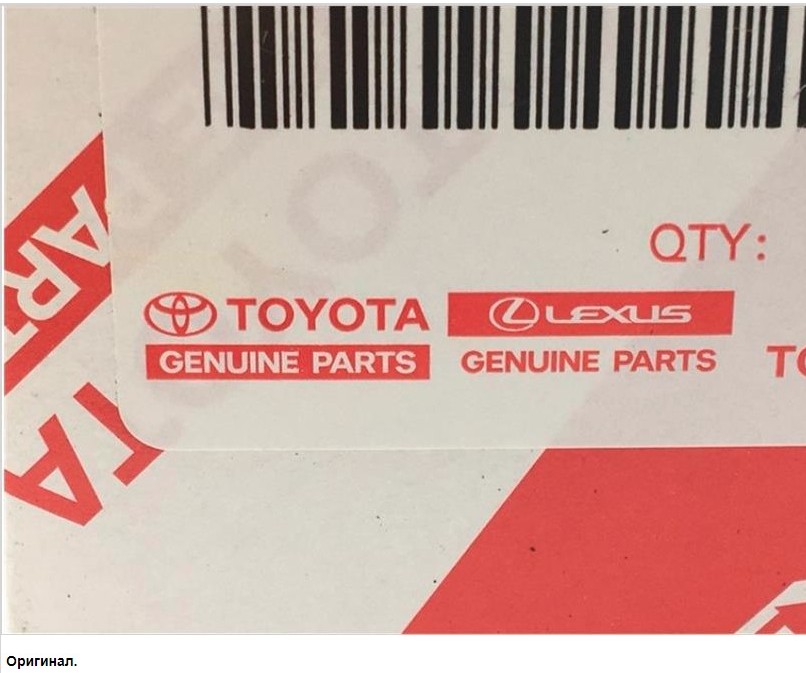 QTY:
TOYOTA LEXUS
GENUINE PARTS GENUINE PARTS
Оригинал.